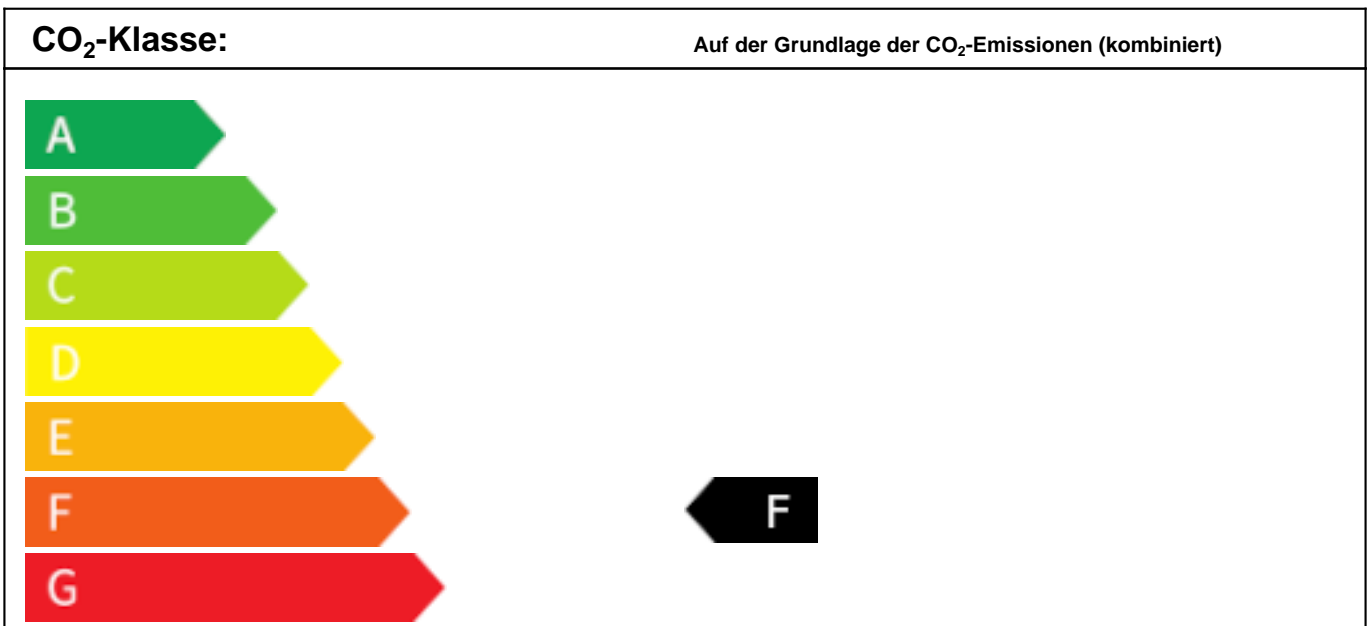 CO₂-Klasse: Auf der Grundlage der CO₂-Emissionen (kombiniert)
A
B
C
D
E
F F
G